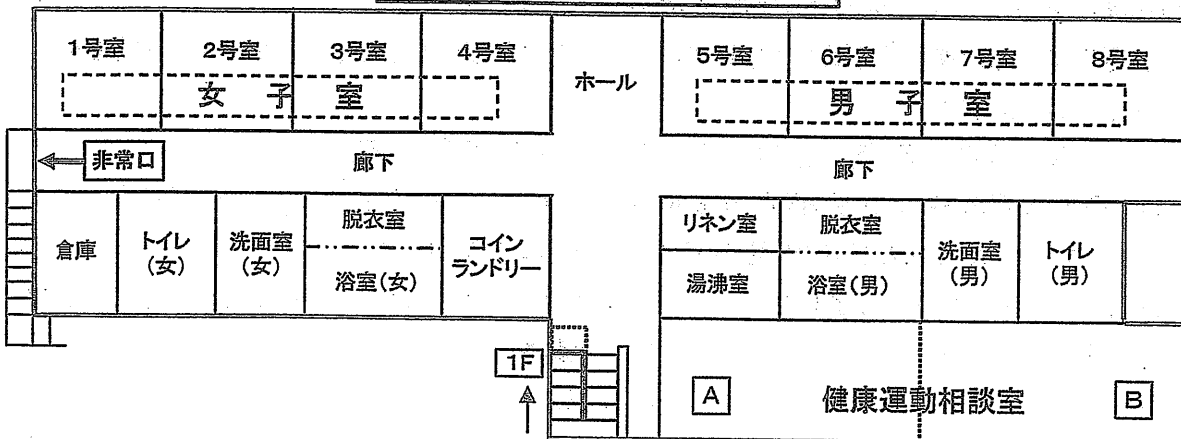 1号室
2号室
3号室
4号室
女子室
ホール
5号室
6号室
7号室
8号室
男子室
非常口
廊下
廊下
倉庫
トイレ
(女)
洗面室
(女)
脱衣室
浴室(女)
コイン
ランドリー
リネン室
湯沸室
脱衣室
浴室(男)
洗面室
(男)
トイレ
(男)
1F
A
健康運動相談室
B